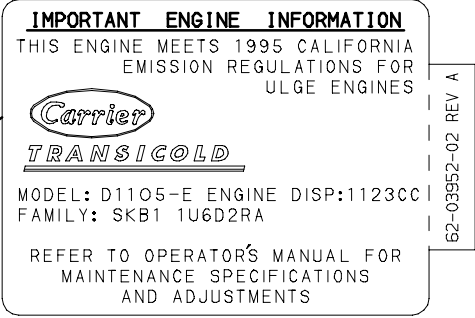 IMPORTANT ENGINE INFORMATION
THIS ENGINE MEETS 1995 CALIFORNIA
EMISSION REGULATIONS FOR
ULGE ENGINES
Carrier
TRANSICOLD
MODEL: D1105-E ENGINE DISP:1123CC
FAMILY: SKB1 1U6D2RA
REFER TO OPERATOR'S MANUAL FOR
MAINTENANCE SPECIFICATIONS
AND ADJUSTMENTS
62-03952-02 REV A